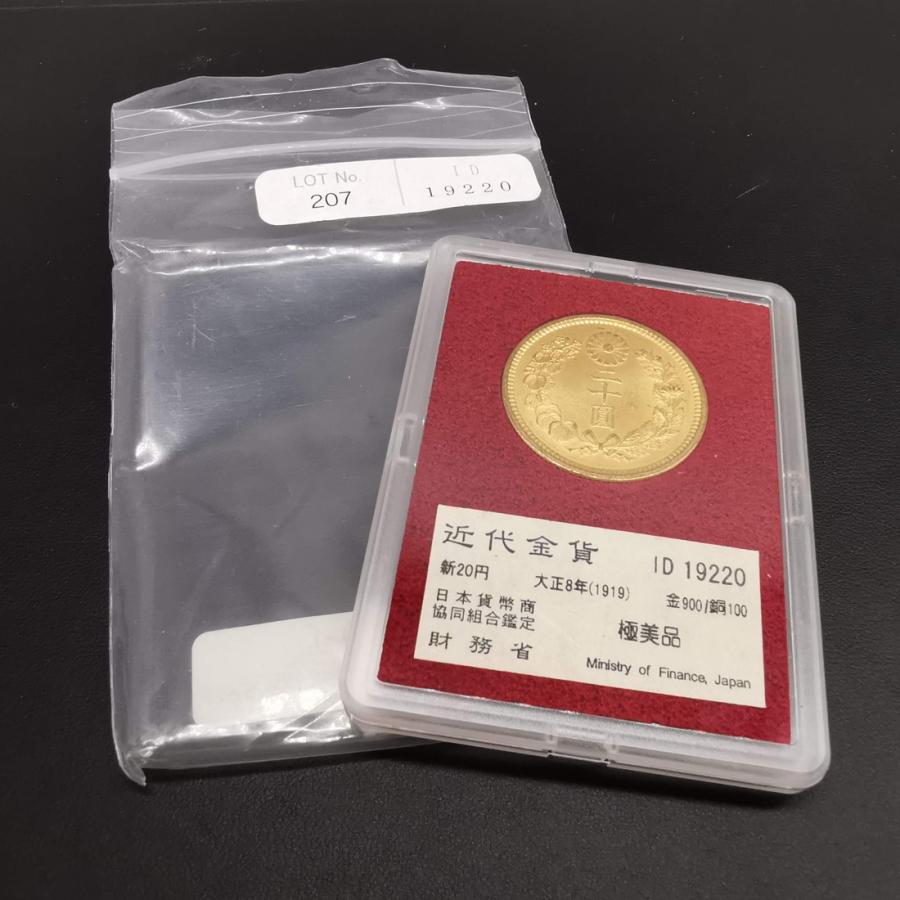 LOT No.
207
ID
19220
二十圓
近代金貨
ID 19220
新20円
大正8年(1919)
金900/銅100
日本貨幣商
協同組合鑑定
極美品
財務省
Ministry of Finance, Japan